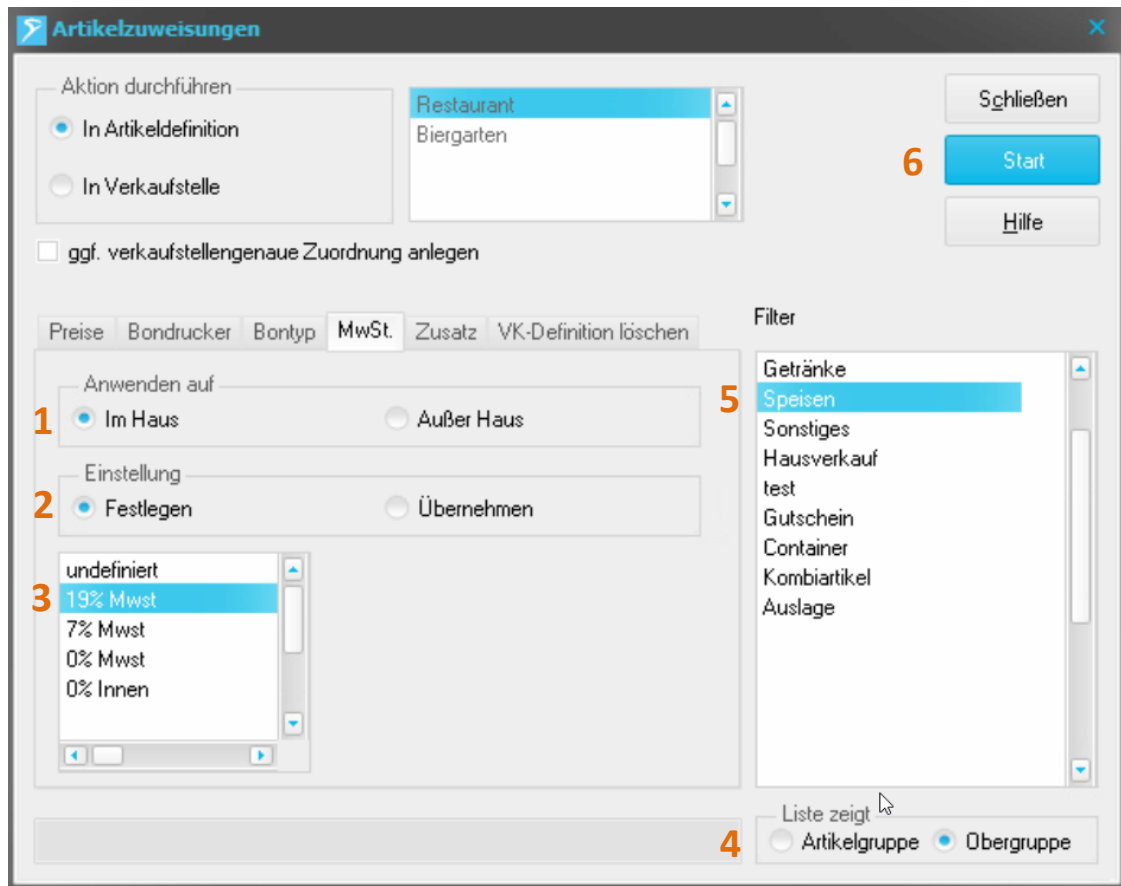 Artikelzuweisungen
Aktion durchführen
In Artikeldefinition
In Verkaufstelle
Restaurant
Biergarten
Schließen
6 Start
Hilfe
ggf. verkaufstellengenaue Zuordnung anlegen
Preise Bondrucker Bontyp MwSt. Zusatz VK-Definition löschen
Anwenden auf
1 Im Haus Außer Haus
Einstellung
2 Festlegen Übernehmen
undefiniert
3 19% Mwst
7% Mwst
0% Mwst
0% Innen
Filter
Getränke
5 Speisen
Sonstiges
Hausverkauf
test
Gutschein
Container
Kombiartikel
Auslage
Liste zeigt
4 Artikelgruppe Obergruppe